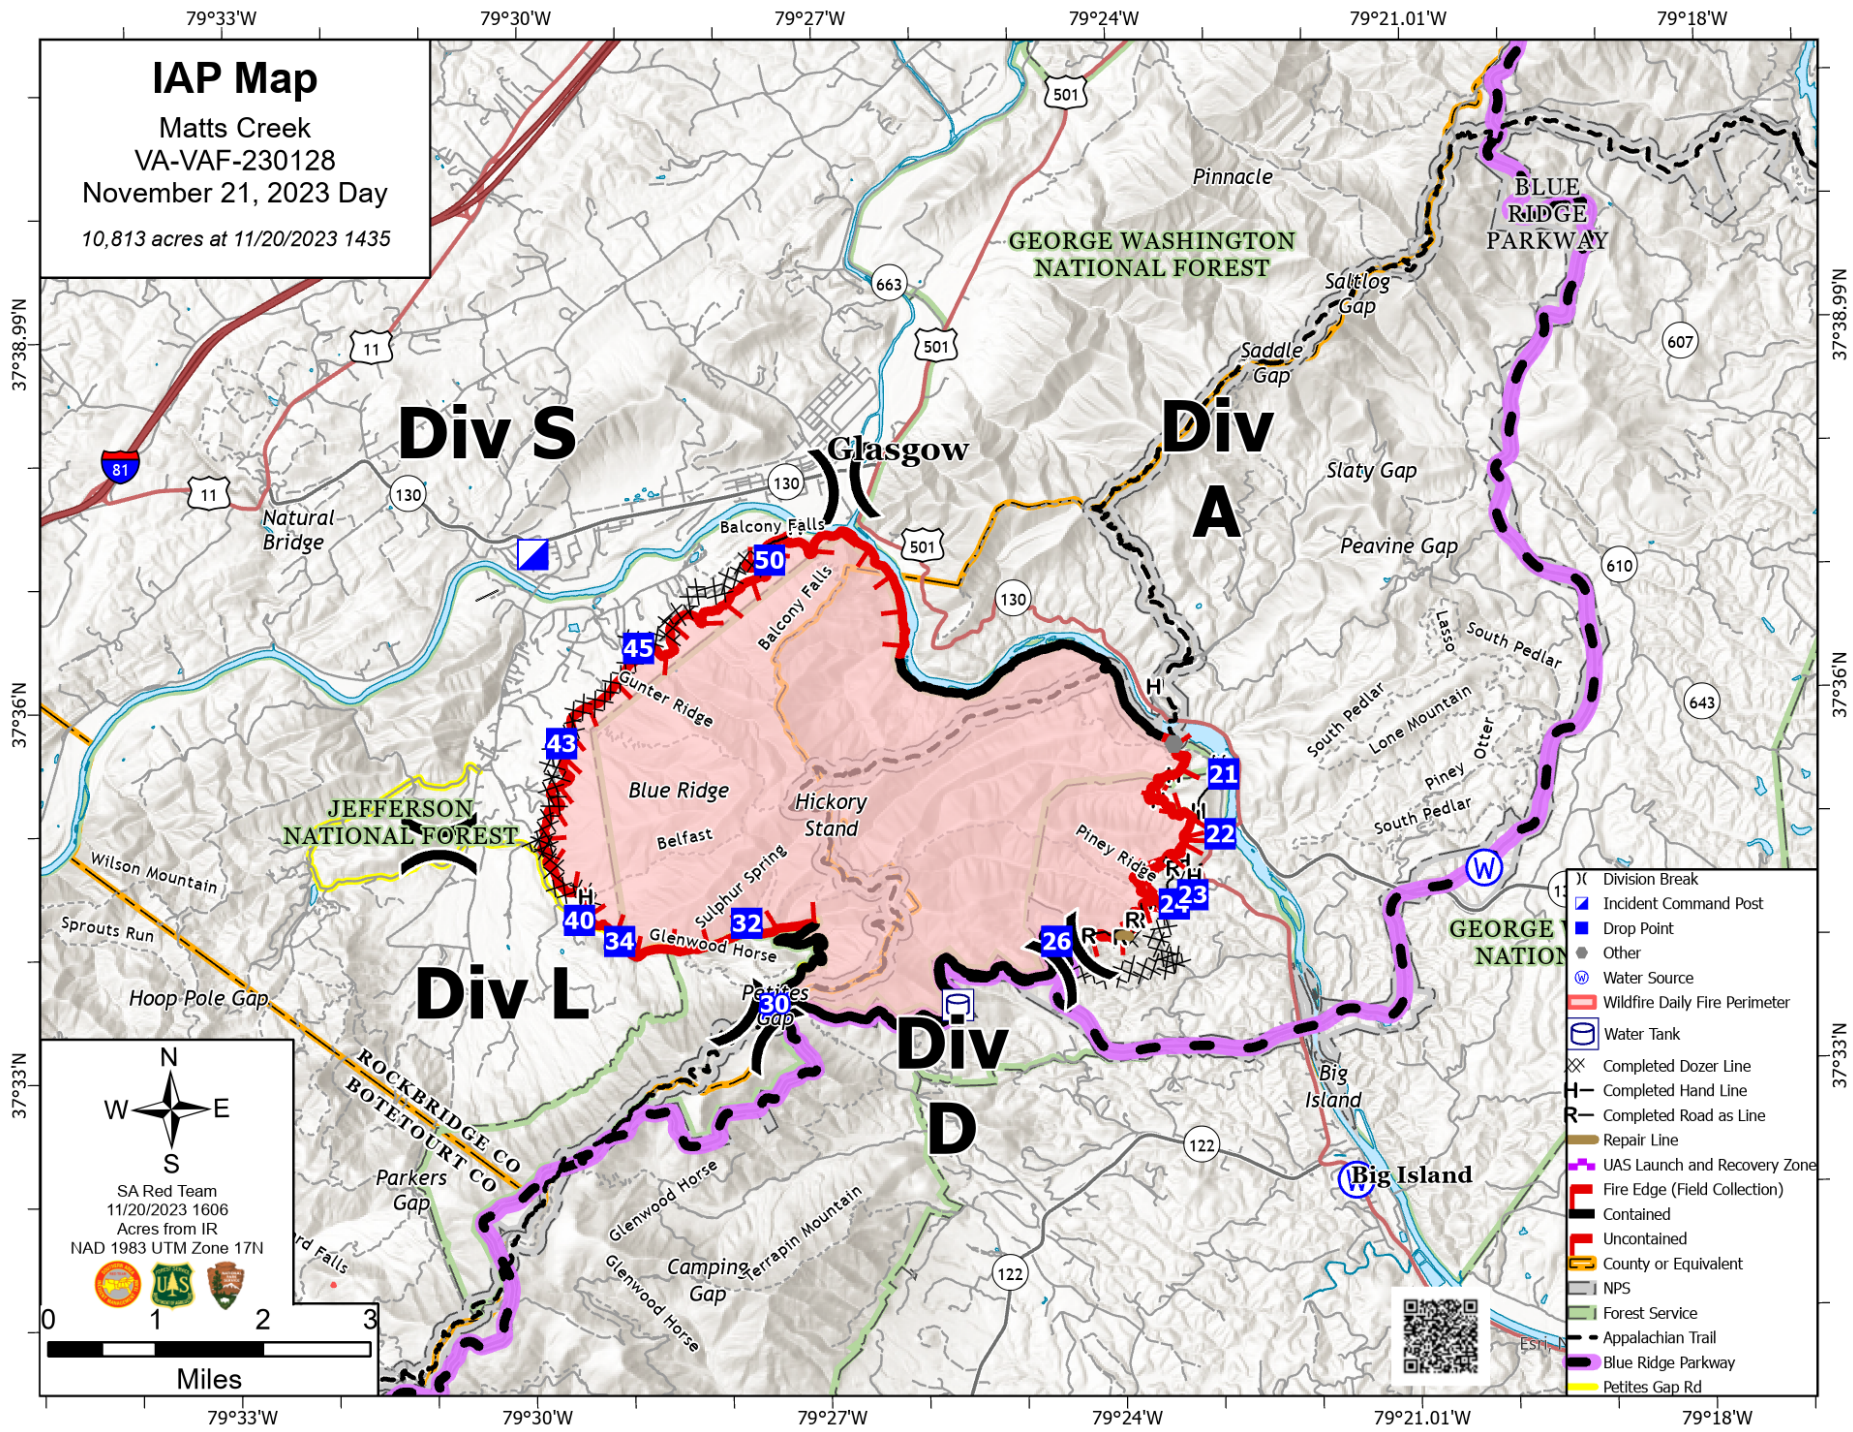 79°33'W
79°30'W
79°27'W
79°24'W
79°21.01'W
79°18'W
IAP Map
Matts Creek
VA-VAF-230128
November 21, 2023 Day
10,813 acres at 11/20/2023 1435
501
Pinnacle
BLUE
RIDGE
PARKWAY
GEORGE WASHINGTON
NATIONAL FOREST
663
Saltlog
Gap
37°38.99'N
37°38.99'N
11
501
607
Saddle
Gap
Div S
Div
A
Glasgow
81
11
130
130
Slaty Gap
Natural
Bridge
Balcony Falls
501
Peavine Gap
50
610
Balcony Falls
130
Lasso
South Pedlar
45
H
Gunter Ridge
37°36'N
37°36'N
643
South Pedlar
Lone Mountain
Otter
43
21
Piney
Blue Ridge
Hickory
Stand
JEFFERSON
NATIONAL FOREST
South Pedlar
22
Belfast
Piney Ridge
Wilson Mountain
Sulphur Spring
W
R
H
H
23
24
40
32
R
Sprouts Run
34
Glenwood Horse
26
R
R
Hoop Pole Gap
Div L
Petites
Gap
30
Div
D
Big
Island
37°33'N
37°33'N
ROCKBRIDGE CO
BOTETOURT CO
122
Parkers
Gap
W
Big Island
Glenwood Horse
Terrapin Mountain
Camping
Gap
Glenwood Horse
122
ard Falls
N
W
E
S
SA Red Team
11/20/2023 1606
Acres from IR
NAD 1983 UTM Zone 17N
UAS
0
1
2
3
Miles
GEORGE W
NATION
13
Division Break
Incident Command Post
Drop Point
Other
W
Water Source
Wildfire Daily Fire Perimeter
Water Tank
Completed Dozer Line
H
Completed Hand Line
R
Completed Road as Line
Repair Line
UAS Launch and Recovery Zone
Fire Edge (Field Collection)
Contained
Uncontained
County or Equivalent
NPS
Forest Service
Appalachian Trail
Blue Ridge Parkway
Petites Gap Rd
Esri, N
79°33'W
79°30'W
79°27'W
79°24'W
79°21.01'W
79°18'W